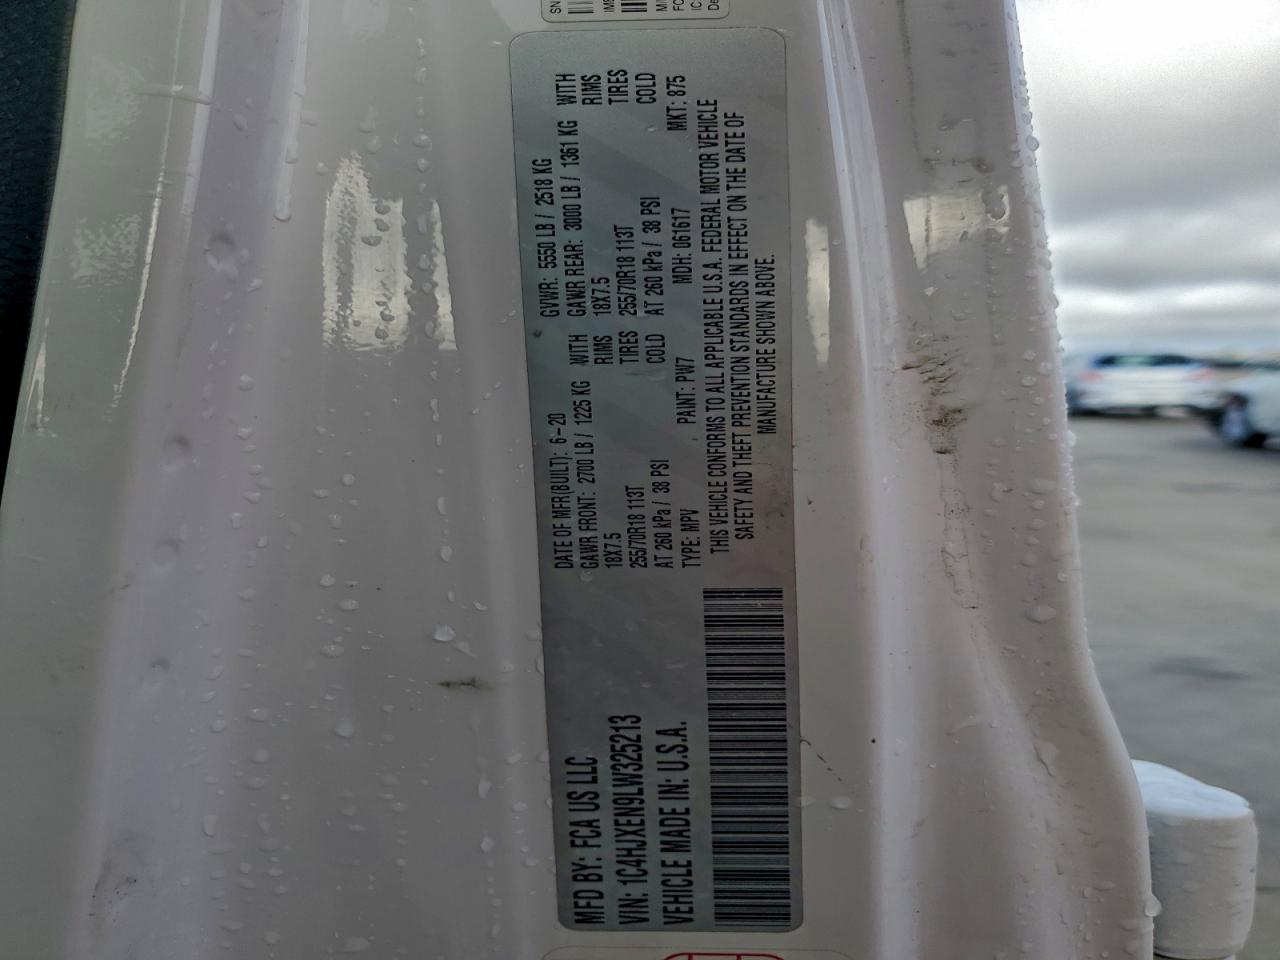 MFD BY: FCA US LLC
VIN: 1C4HJXEN9LW325213
VEHICLE MADE IN: U.S.A.
DATE OF MFR(BUILT): 6-20 GVWR: 5550 LB / 2518 KG
GAWR FRONT: 2700 LB / 1225 KG WITH GAWR REAR: 3000 LB / 1361 KG WITH
18X7.5 RIMS 18X7.5 RIMS
255/70R18 113T TIRES 255/70R18 113T TIRES
AT 260 kPa / 38 PSI COLD AT 260 kPa / 38 PSI COLD
TYPE: MPV PAINT: PW7 MDH: 061617 MKT: 875
THIS VEHICLE CONFORMS TO ALL APPLICABLE U.S.A. FEDERAL MOTOR VEHICLE
SAFETY AND THEFT PREVENTION STANDARDS IN EFFECT ON THE DATE OF
MANUFACTURE SHOWN ABOVE.
SN
IME
FC
IC: